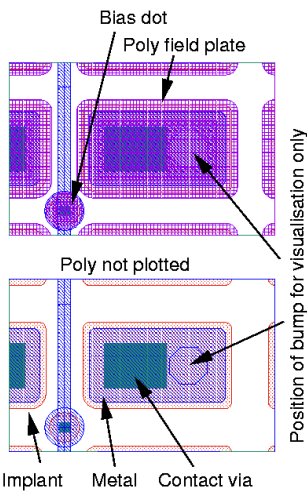 Bias dot
Poly field plate
Position of bump for visualisation only
Poly not plotted
Implant
Metal
Contact via